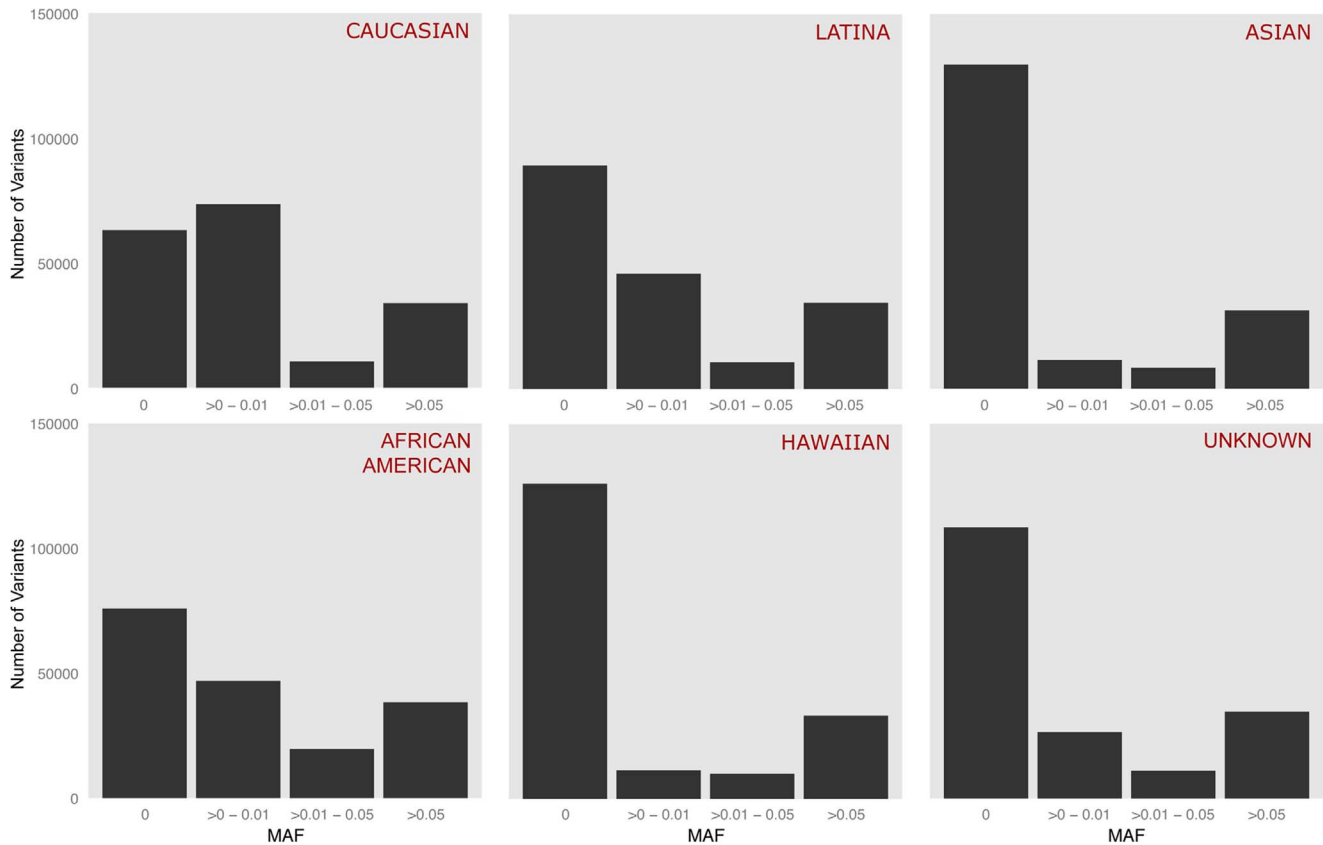 150000
100000
50000
0
Number of Variants
CAUCASIAN
0 >0 – 0.01 >0.01 – 0.05 >0.05
LATINA
0 >0 – 0.01 >0.01 – 0.05 >0.05
ASIAN
0 >0 – 0.01 >0.01 – 0.05 >0.05
150000
100000
50000
0
Number of Variants
AFRICAN
AMERICAN
0 >0 – 0.01 >0.01 – 0.05 >0.05
MAF
HAWAIIAN
0 >0 – 0.01 >0.01 – 0.05 >0.05
MAF
UNKNOWN
0 >0 – 0.01 >0.01 – 0.05 >0.05
MAF